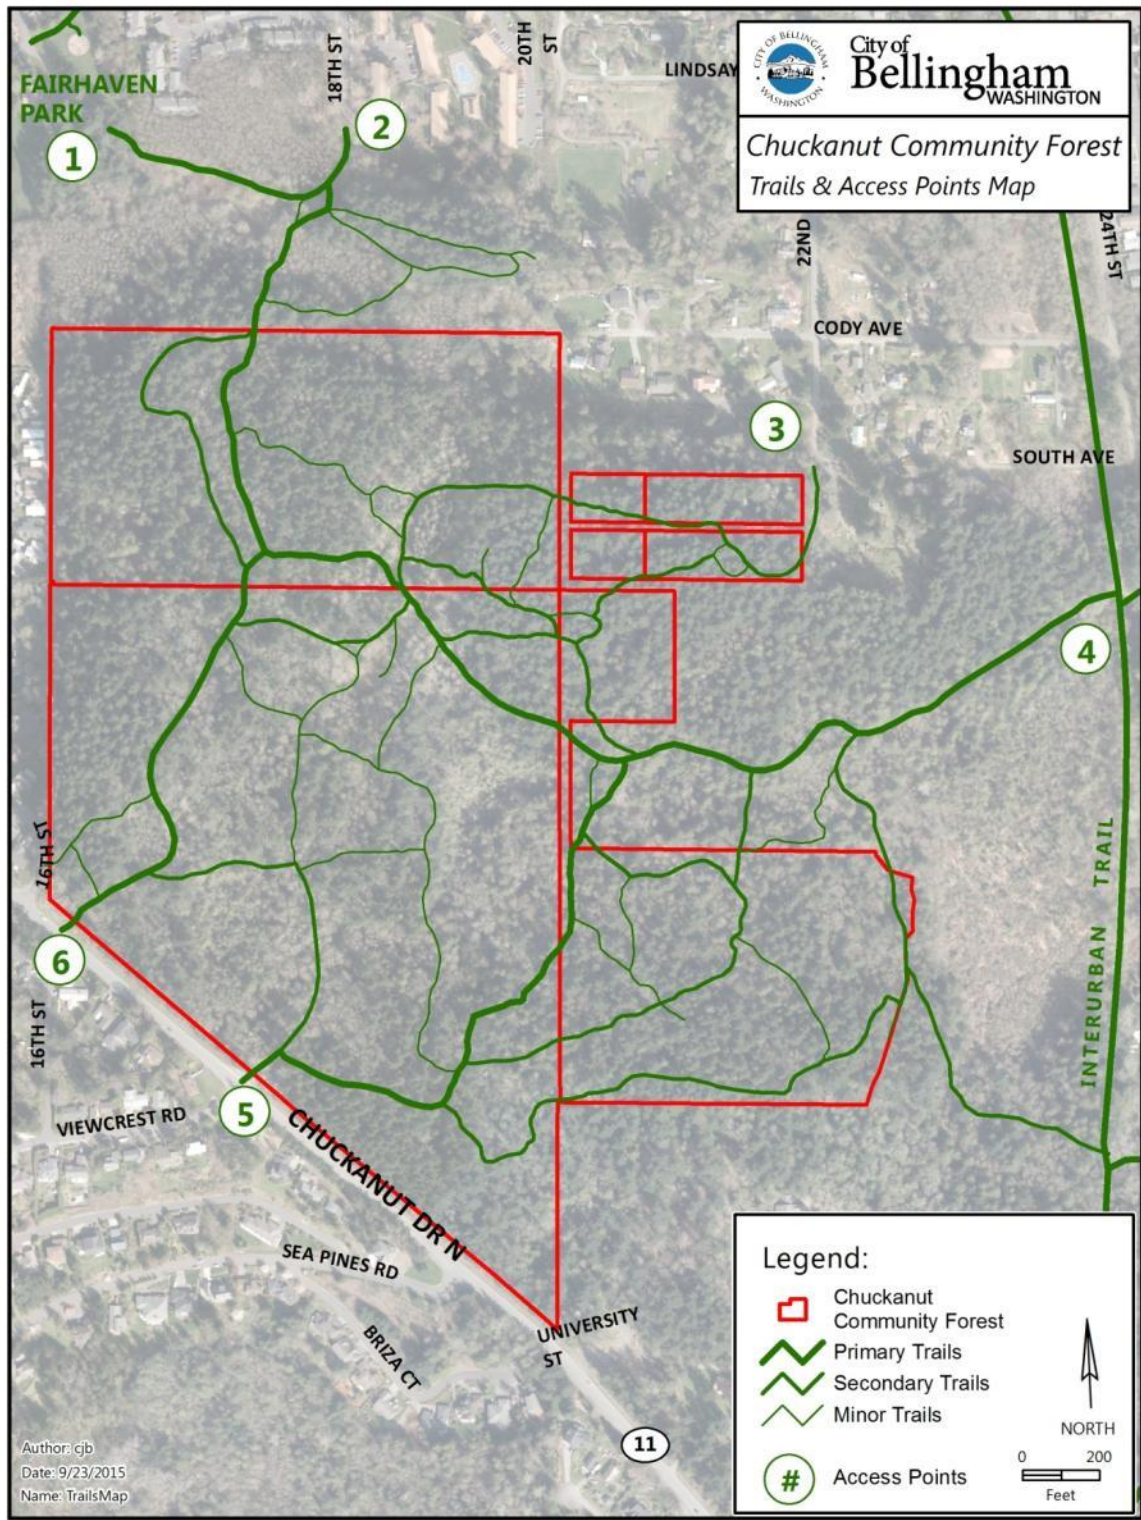 FAIRHAVEN
PARK
1
18TH ST
2
20TH
ST
LINDSAY
CITY OF BELLINGHAM
WASHINGTON
City of
Bellingham
WASHINGTON
Chuckanut Community Forest
Trails & Access Points Map
22ND
24TH ST
CODY AVE
3
SOUTH AVE
4
16TH ST
6
16TH ST
5
VIEWCREST RD
CHUCKANUT DR N
INTERURBAN TRAIL
SEA PINES RD
BRIZA CT
UNIVERSITY
ST
11
Legend:
Chuckanut
Community Forest
Primary Trails
Secondary Trails
Minor Trails
# Access Points
NORTH
0 200
Feet
Author: cjb
Date: 9/23/2015
Name: TrailsMap